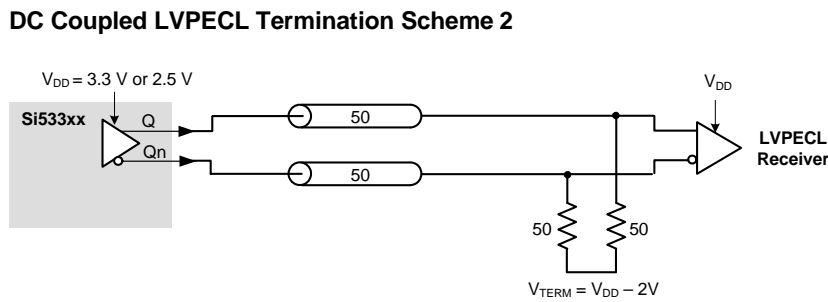 DC Coupled LVPECL Termination Scheme 2
VDD = 3.3 V or 2.5 V
VDD
Si533xx
Q
50
LVPECL
Receiver
Qn
50
50
50
VTERM = VDD – 2V